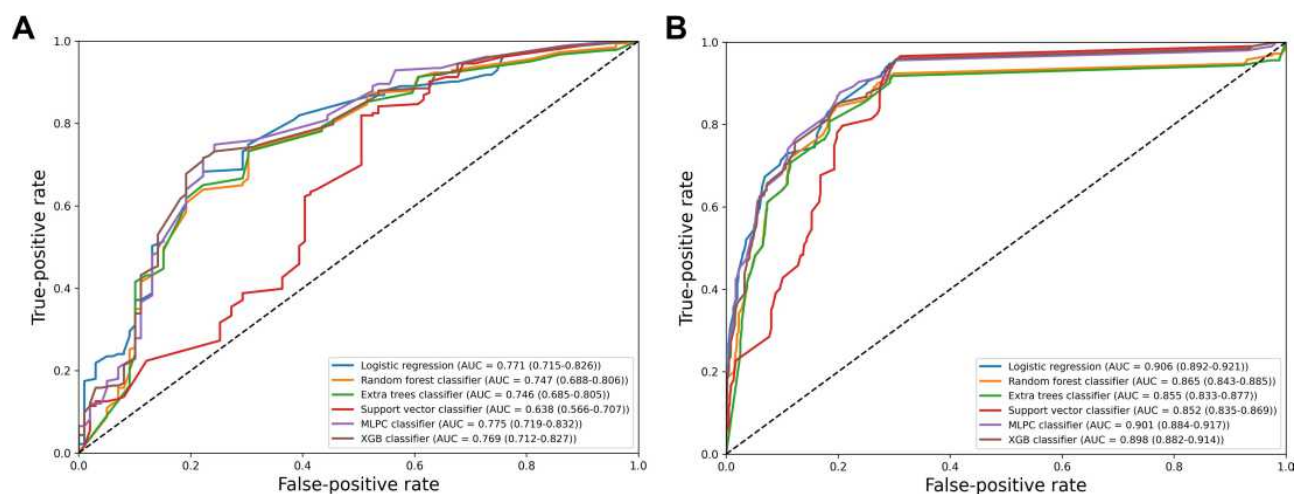 A
1.0
0.8
0.6
0.4
0.2
0.0
True-positive rate
0.0 0.2 0.4 0.6 0.8 1.0
False-positive rate
Logistic regression (AUC = 0.771 (0.715-0.826))
Random forest classifier (AUC = 0.747 (0.688-0.806))
Extra trees classifier (AUC = 0.746 (0.685-0.805))
Support vector classifier (AUC = 0.638 (0.566-0.707))
MLPC classifier (AUC = 0.775 (0.719-0.832))
XGB classifier (AUC = 0.769 (0.712-0.827))
B
1.0
0.8
0.6
0.4
0.2
0.0
True-positive rate
0.0 0.2 0.4 0.6 0.8 1.0
False-positive rate
Logistic regression (AUC = 0.906 (0.892-0.921))
Random forest classifier (AUC = 0.865 (0.843-0.885))
Extra trees classifier (AUC = 0.855 (0.833-0.877))
Support vector classifier (AUC = 0.852 (0.835-0.869))
MLPC classifier (AUC = 0.901 (0.884-0.917))
XGB classifier (AUC = 0.898 (0.882-0.914))